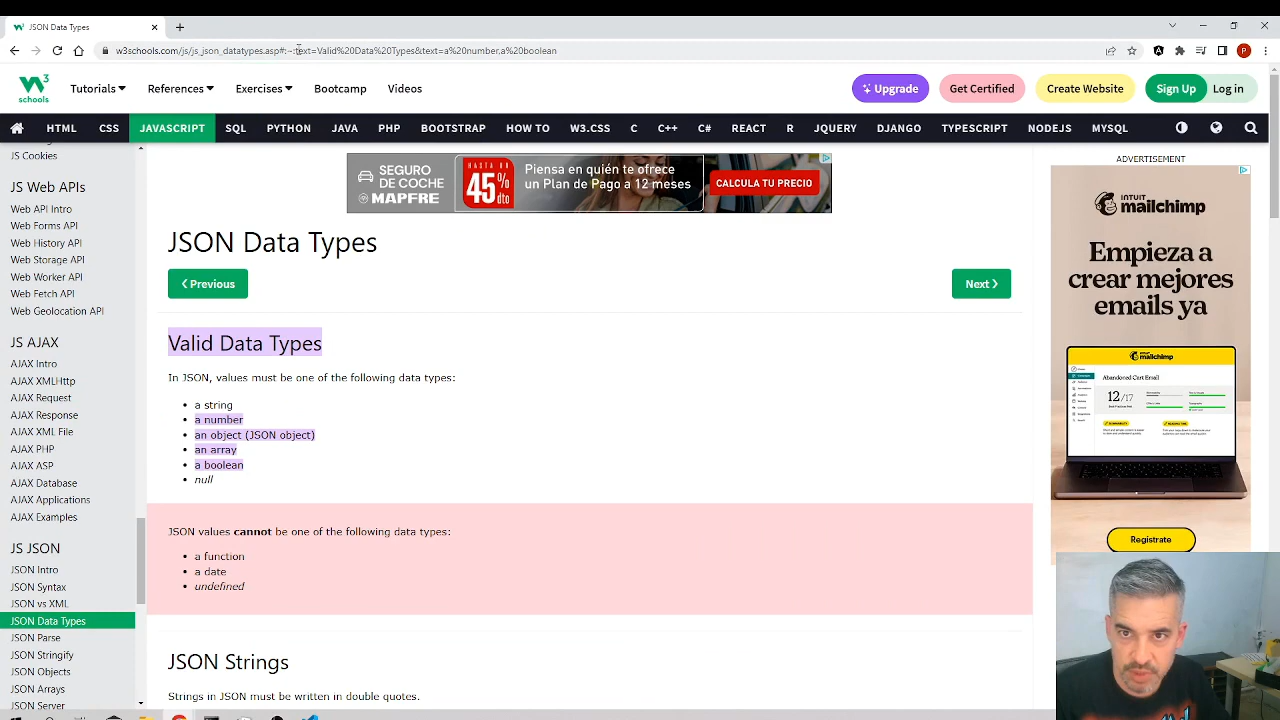 JSON Data Types
w3schools.com/js/js_json_datatypes.asp#:~:text=Valid%20Data%20Types&text=a%20number,a%20boolean
P
w3
schools
Tutorials
References
Exercises
Bootcamp
Videos
Upgrade
Get Certified
Create Website
Sign Up
Log in
HTML
CSS
JAVASCRIPT
SQL
PYTHON
JAVA
PHP
BOOTSTRAP
HOW TO
W3.CSS
C
C++
C#
REACT
R
JQUERY
DJANGO
TYPESCRIPT
NODEJS
MYSQL
JS Cookies
JS Web APIs
Web API Intro
Web Forms API
Web History API
Web Storage API
Web Worker API
Web Fetch API
Web Geolocation API
JS AJAX
AJAX Intro
AJAX XMLHttp
AJAX Request
AJAX Response
AJAX XML File
AJAX PHP
AJAX ASP
AJAX Database
AJAX Applications
AJAX Examples
JS JSON
JSON Intro
JSON Syntax
JSON vs XML
JSON Data Types
JSON Parse
JSON Stringify
JSON Objects
JSON Arrays
JSON Server
SEGURO
DE COCHE
MAPFRE
HASTA UN
45% dto
Piensa en quién te ofrece
un Plan de Pago a 12 meses
CALCULA TU PRECIO
JSON Data Types
❮ Previous
Next ❯
Valid Data Types
In JSON, values must be one of the following data types:
• a string
• a number
• an object (JSON object)
• an array
• a boolean
• null
JSON values cannot be one of the following data types:
• a function
• a date
• undefined
JSON Strings
Strings in JSON must be written in double quotes.
ADVERTISEMENT
INTUIT
mailchimp
Empieza a
crear mejores
emails ya
mailchimp
Abandoned Cart Email
12/17
Regístrate